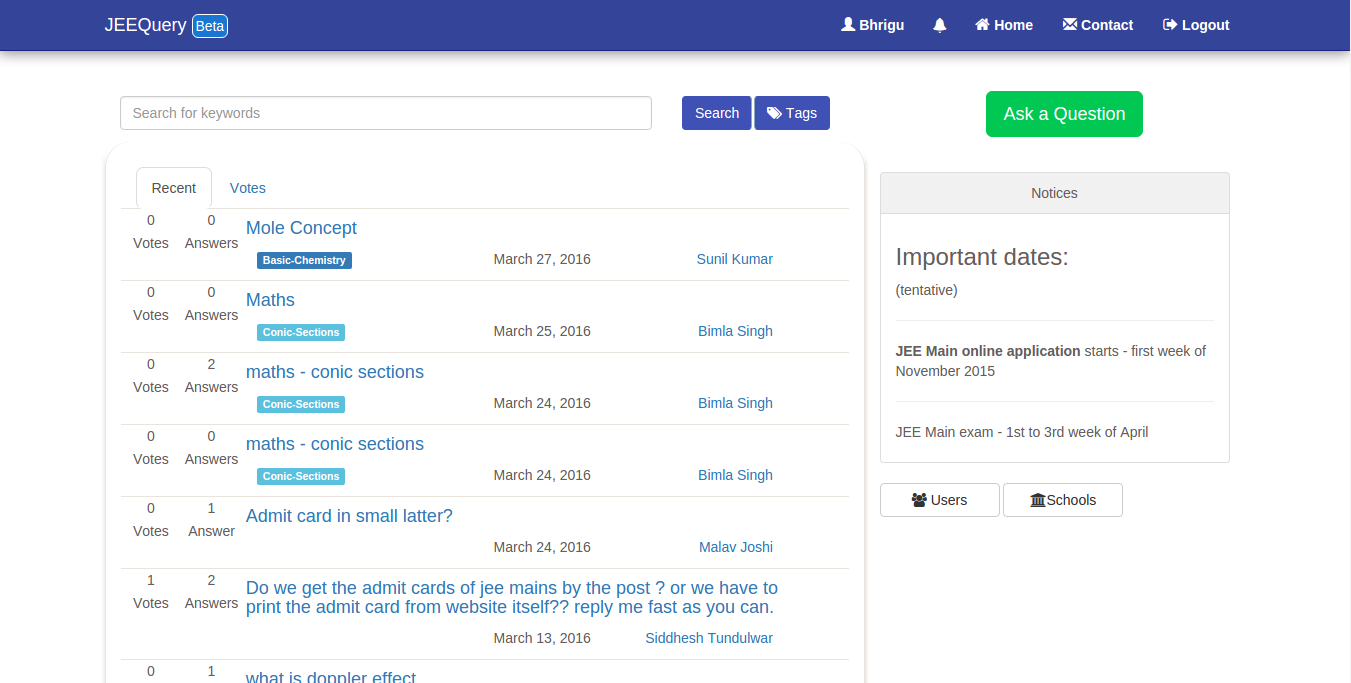 JEEQuery Beta
Bhrigu
Home
Contact
Logout
Search for keywords
Search
Tags
Ask a Question
Recent
Votes
0 0
Votes Answers
Mole Concept
Basic-Chemistry March 27, 2016 Sunil Kumar
0 0
Votes Answers
Maths
Conic-Sections March 25, 2016 Bimla Singh
0 2
Votes Answers
maths - conic sections
Conic-Sections March 24, 2016 Bimla Singh
0 0
Votes Answers
maths - conic sections
Conic-Sections March 24, 2016 Bimla Singh
0 1
Votes Answer
Admit card in small latter?
March 24, 2016 Malav Joshi
1 2
Votes Answers
Do we get the admit cards of jee mains by the post ? or we have to
print the admit card from website itself?? reply me fast as you can.
March 13, 2016 Siddhesh Tundulwar
0 1
what is doppler effect
Notices
Important dates:
(tentative)
JEE Main online application starts - first week of
November 2015
JEE Main exam - 1st to 3rd week of April
Users
Schools